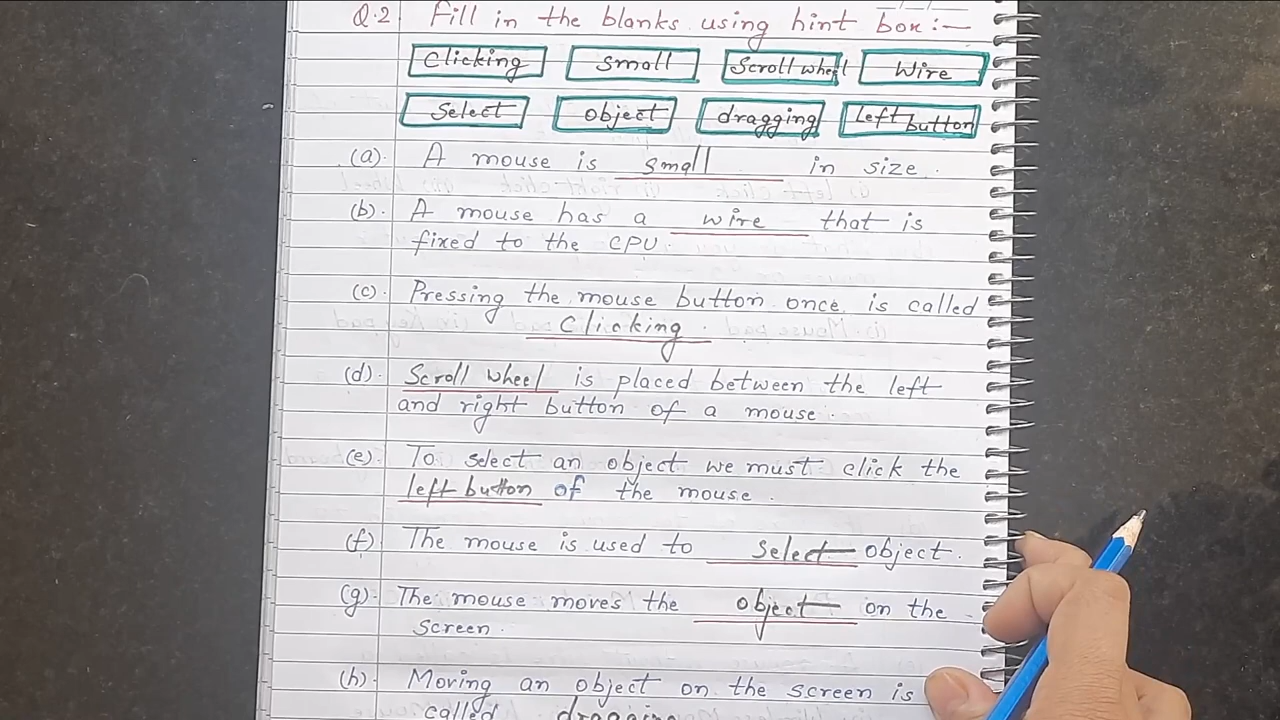 Q.2 Fill in the blanks using hint box:-
Clicking Small Scroll wheel Wire
Select object dragging Left button
(a). A mouse is small in size.
(b). A mouse has a wire that is
fixed to the CPU.
(c). Pressing the mouse button once is called
Clicking.
(d). Scroll wheel is placed between the left
and right button of a mouse.
(e). To select an object we must click the
left button of the mouse.
(f). The mouse is used to Select object.
(g). The mouse moves the object on the
screen.
(h). Moving an object on the screen is
called dragging